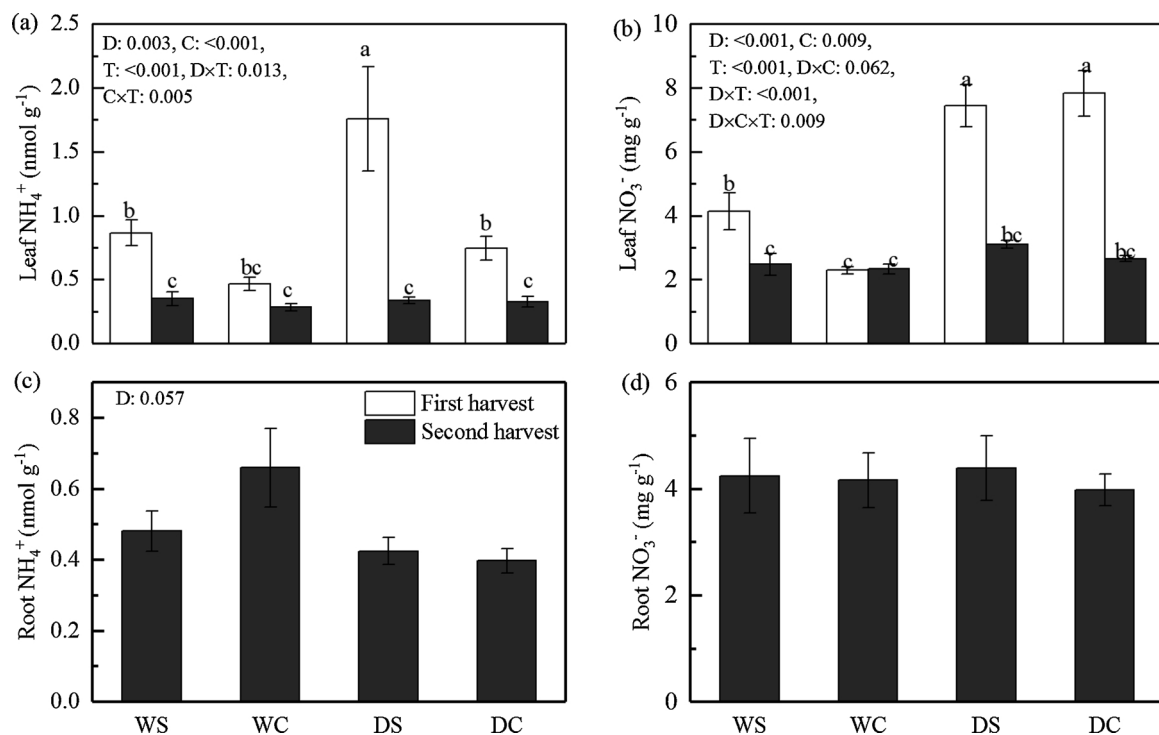 (a)
D: 0.003, C: <0.001,
T: <0.001, D×T: 0.013,
C×T: 0.005
Leaf NH₄⁺ (nmol g⁻¹)
2.5
2.0
1.5
1.0
0.5
0.0
b
c
bc
c
a
c
b
c
(b)
D: <0.001, C: 0.009,
T: <0.001, D×C: 0.062,
D×T: <0.001,
D×C×T: 0.009
Leaf NO₃⁻ (mg g⁻¹)
10
8
6
4
2
0
b
c
c
c
a
bc
a
bc
(c)
D: 0.057
First harvest
Second harvest
Root NH₄⁺ (nmol g⁻¹)
0.8
0.6
0.4
0.2
0.0
WS WC DS DC
(d)
Root NO₃⁻ (mg g⁻¹)
6
4
2
0
WS WC DS DC